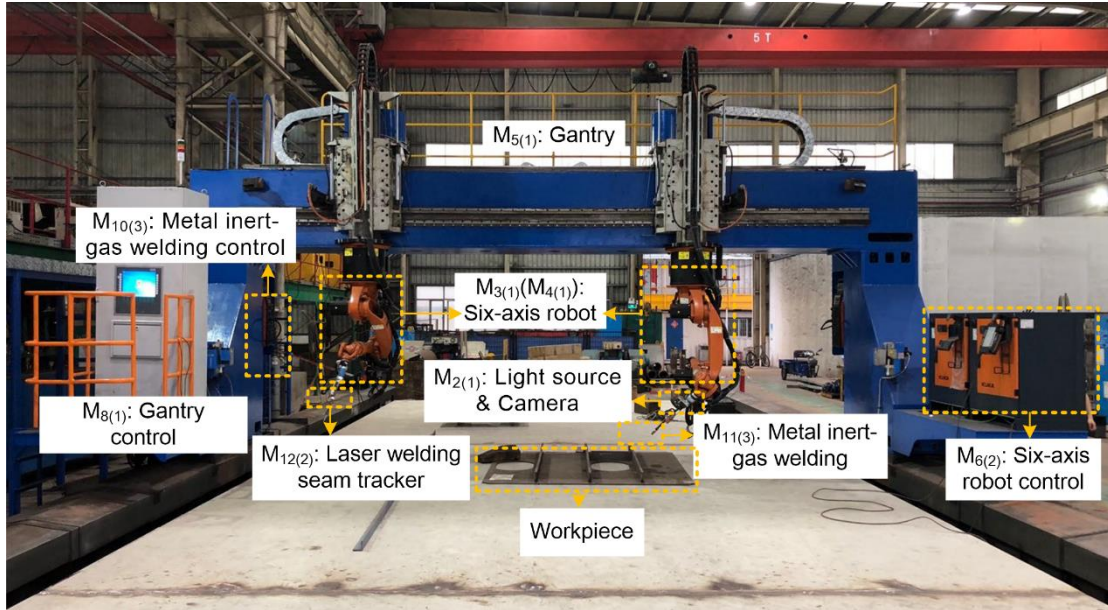 5 T
M5(1): Gantry
M10(3): Metal inert-
gas welding control
M3(1)(M4(1)):
Six-axis robot
M2(1): Light source
& Camera
M8(1): Gantry
control
M12(2): Laser welding
seam tracker
M11(3): Metal inert-
gas welding
M6(2): Six-axis
robot control
Workpiece